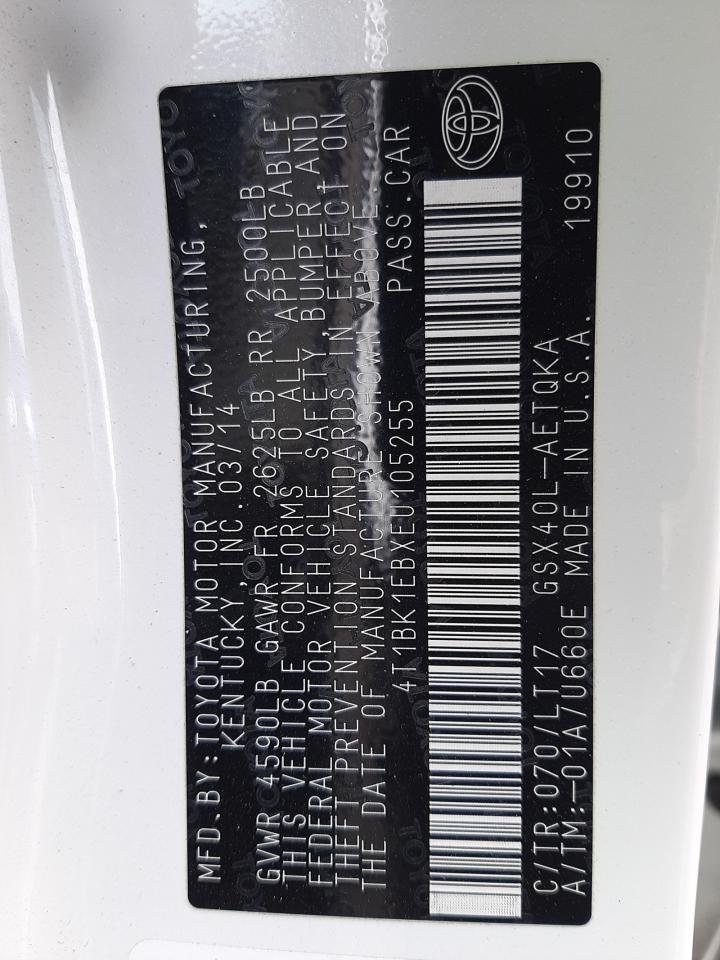 MFD.BY:TOYOTA MOTOR MANUFACTURING,
KENTUCKY,INC.03/14
GVWR 4590LB GAWR FR 2625LB RR 2500LB
THIS VEHICLE CONFORMS TO ALL APPLICABLE
FEDERAL MOTOR VEHICLE SAFETY,BUMPER,AND
THEFT PREVENTION STANDARDS IN EFFECT ON
THE DATE OF MANUFACTURE SHOWN ABOVE.
4T1BK1EBXEU105255 PASS.CAR
C/TR:070/LT17 GSX40L-AETQKA
A/TM:-01A/U660E MADE IN U.S.A. 19910